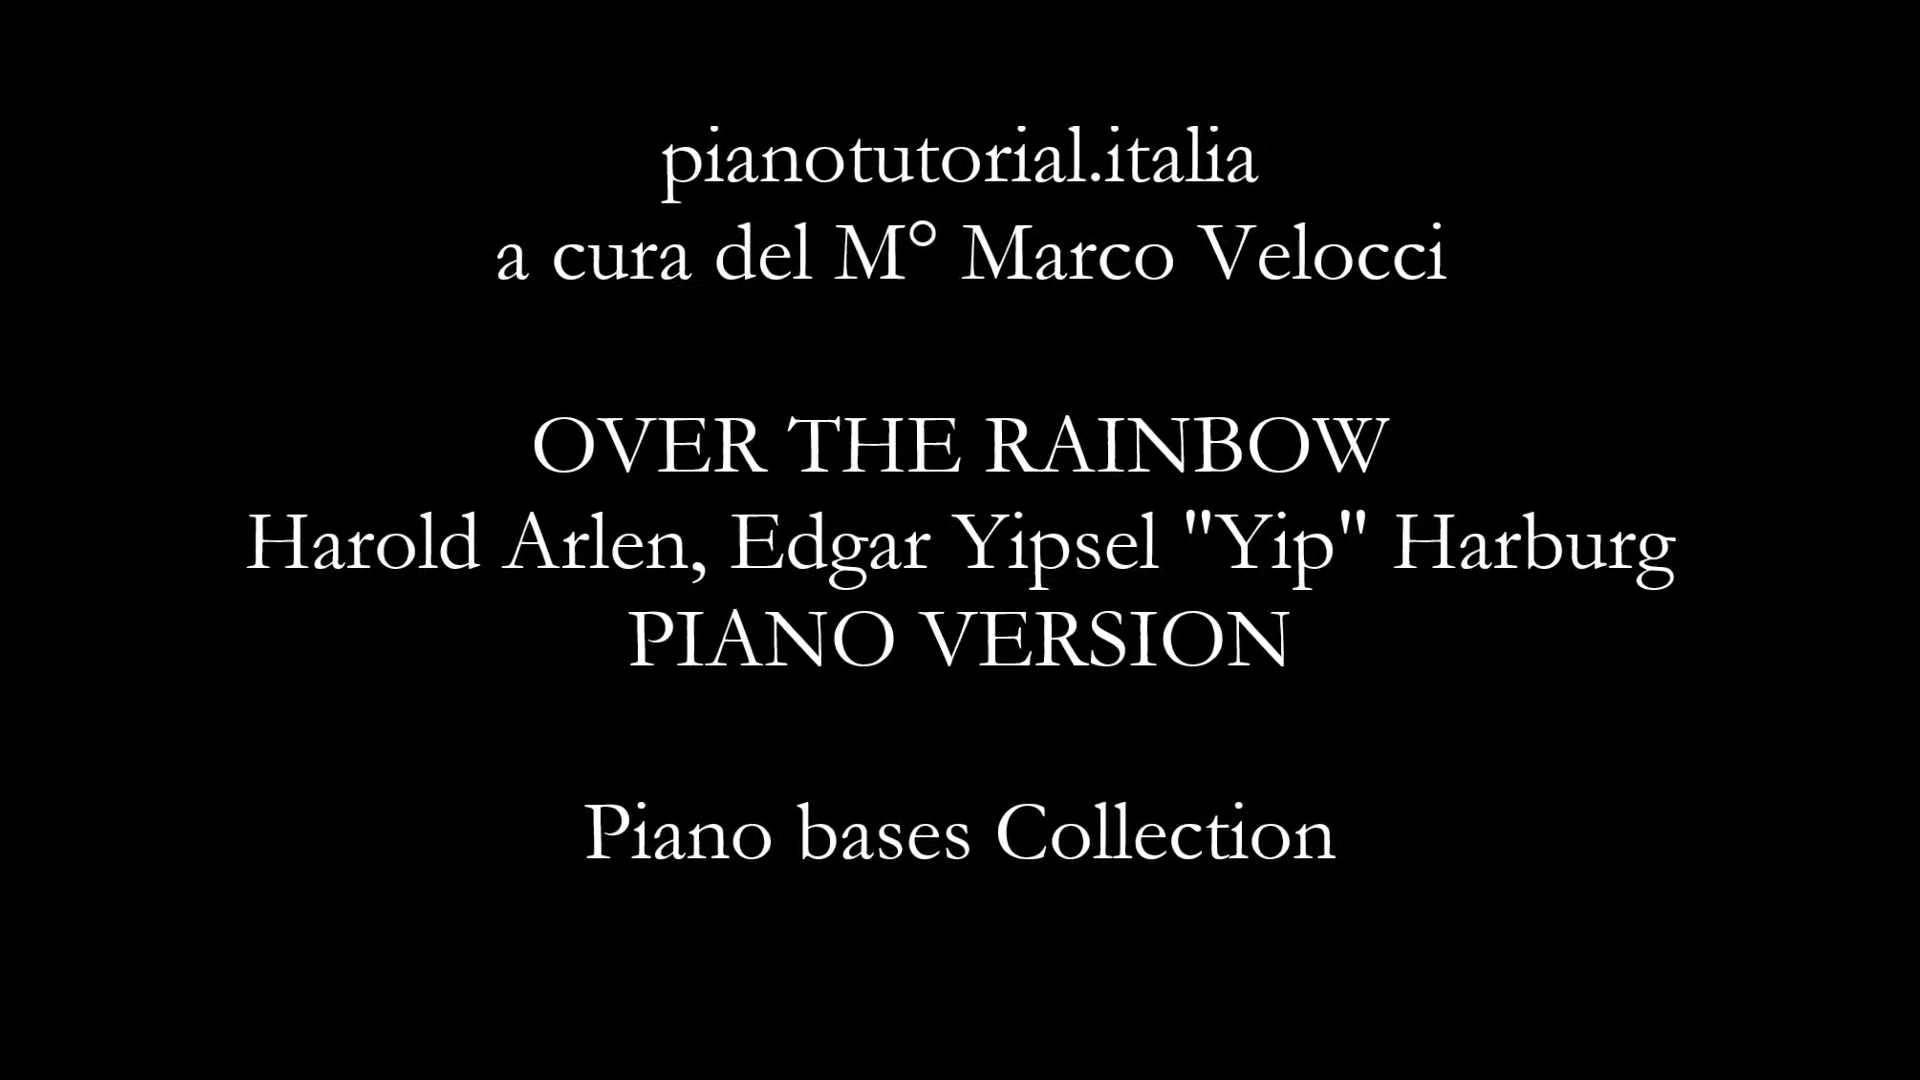 pianotutorial.italia
a cura del M° Marco Velocci
OVER THE RAINBOW
Harold Arlen, Edgar Yipsel "Yip" Harburg
PIANO VERSION
Piano bases Collection